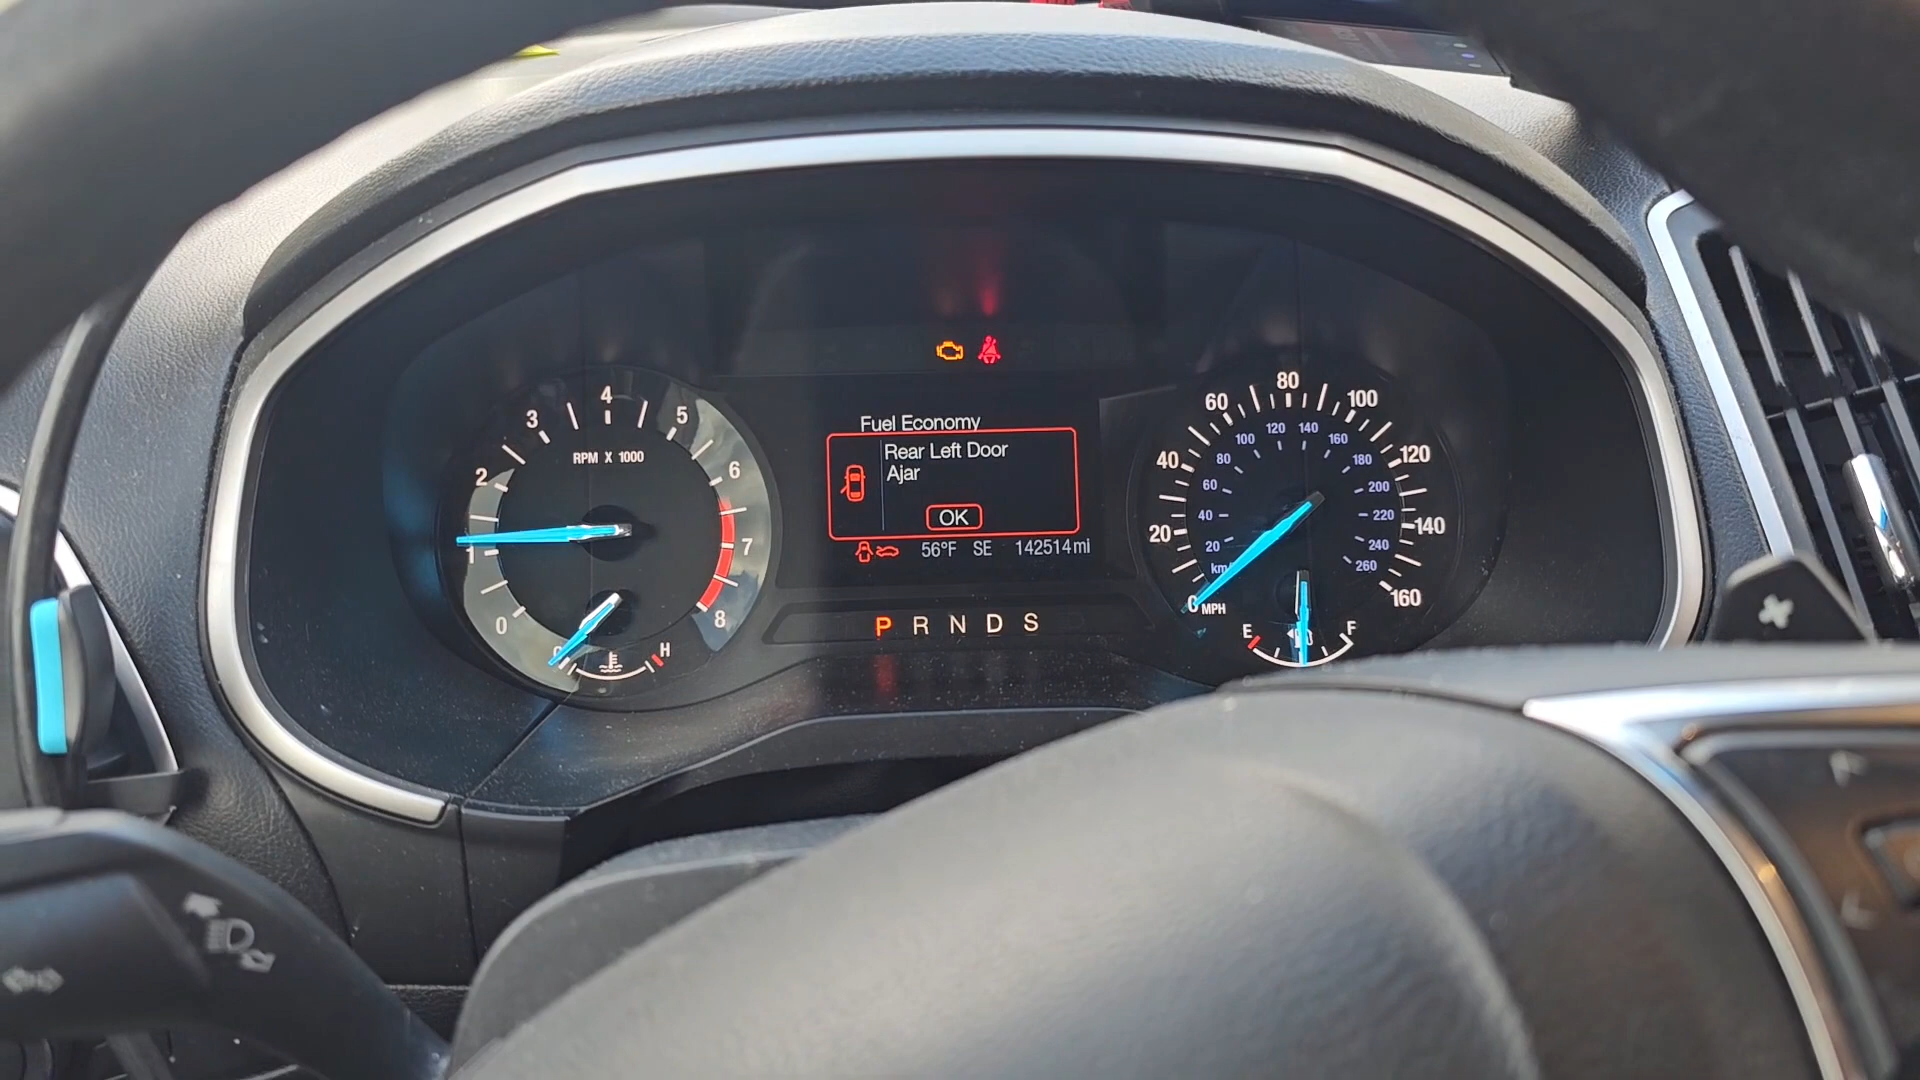 Fuel Economy
Rear Left Door
Ajar
OK
56°F SE 142514mi
P R N D S
0 1 2 3 4 5 6 7 8
RPM X 1000
H
0 20 40 60 80 100 120 140 160
MPH
20 40 60 80 100 120 140 160 180 200 220 240 260
E F